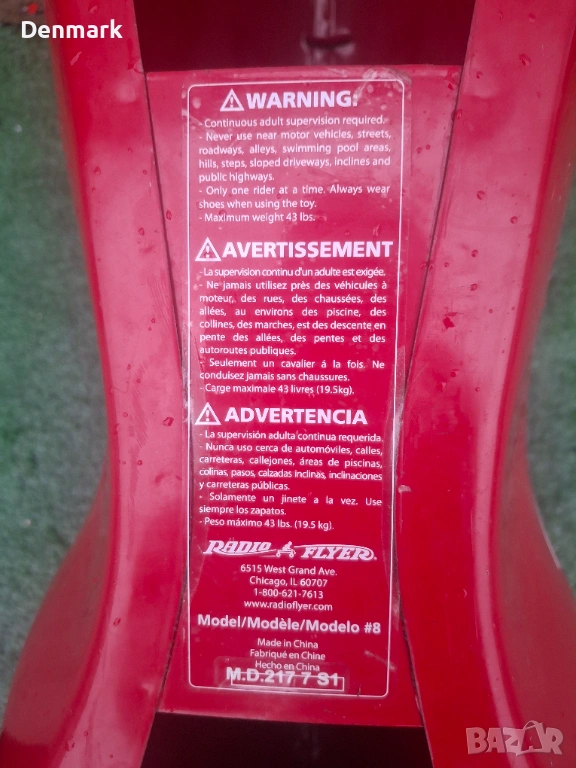 Denmark
WARNING:
- Continuous adult supervision required.
- Never use near motor vehicles, streets,
roadways, alleys, swimming pool areas,
hills, steps, sloped driveways, inclines and
public highways.
- Only one rider at a time. Always wear
shoes when using the toy.
- Maximum weight 43 lbs.
AVERTISSEMENT
- La supervision continu d'un adulte est exigée.
- Ne jamais utilisez près des véhicules à
moteur, des rues, des chaussées, des
allées, au environs des piscine, des
collines, des marches, est des descente en
pente des allées, des pentes et des
autoroutes publiques.
- Seulement un cavalier á la fois. Ne
conduisez jamais sans chaussures.
- Carge maximale 43 livres (19.5kg).
ADVERTENCIA
- La supervisión adulta continua requerida.
- Nunca uso cerca de automóviles, calles,
carreteras, callejones, áreas de piscinas,
colinas, pasos, calzadas inclinas, inclinaciones
y carreteras públicas.
- Solamente un jinete a la vez. Use
siempre los zapatos.
- Peso máximo 43 lbs. (19.5 kg).
RADIO FLYER
6515 West Grand Ave.
Chicago, IL 60707
1-800-621-7613
www.radioflyer.com
Model/Modèle/Modelo #8
Made in China
Fabriqué en Chine
Hecho en China
M.D.217 7 S1
BAZAR